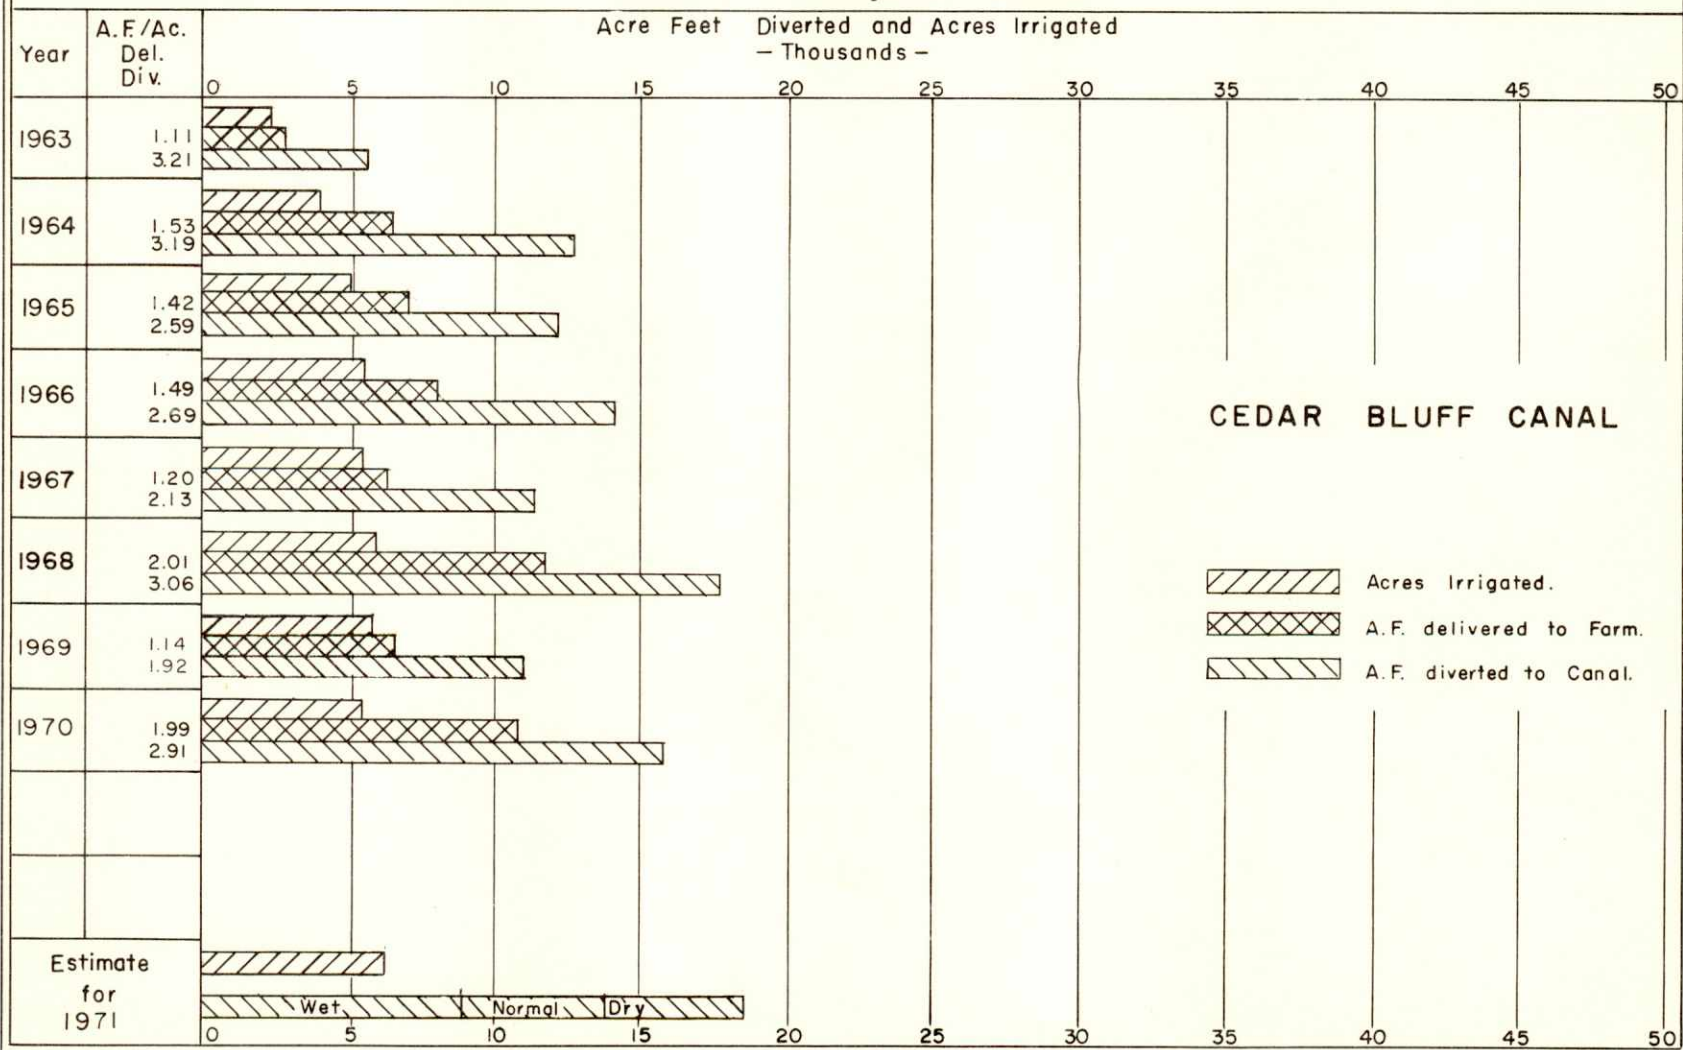 Acre Feet Diverted and Acres Irrigated
– Thousands –
Year
A.F./Ac.
Del.
Div.
0 5 10 15 20 25 30 35 40 45 50
1963 1.11
3.21
1964 1.53
3.19
1965 1.42
2.59
1966 1.49
2.69
1967 1.20
2.13
1968 2.01
3.06
1969 1.14
1.92
1970 1.99
2.91
CEDAR BLUFF CANAL
Acres Irrigated.
A.F. delivered to Farm.
A.F. diverted to Canal.
Estimate
for
1971
Wet Normal Dry
0 5 10 15 20 25 30 35 40 45 50